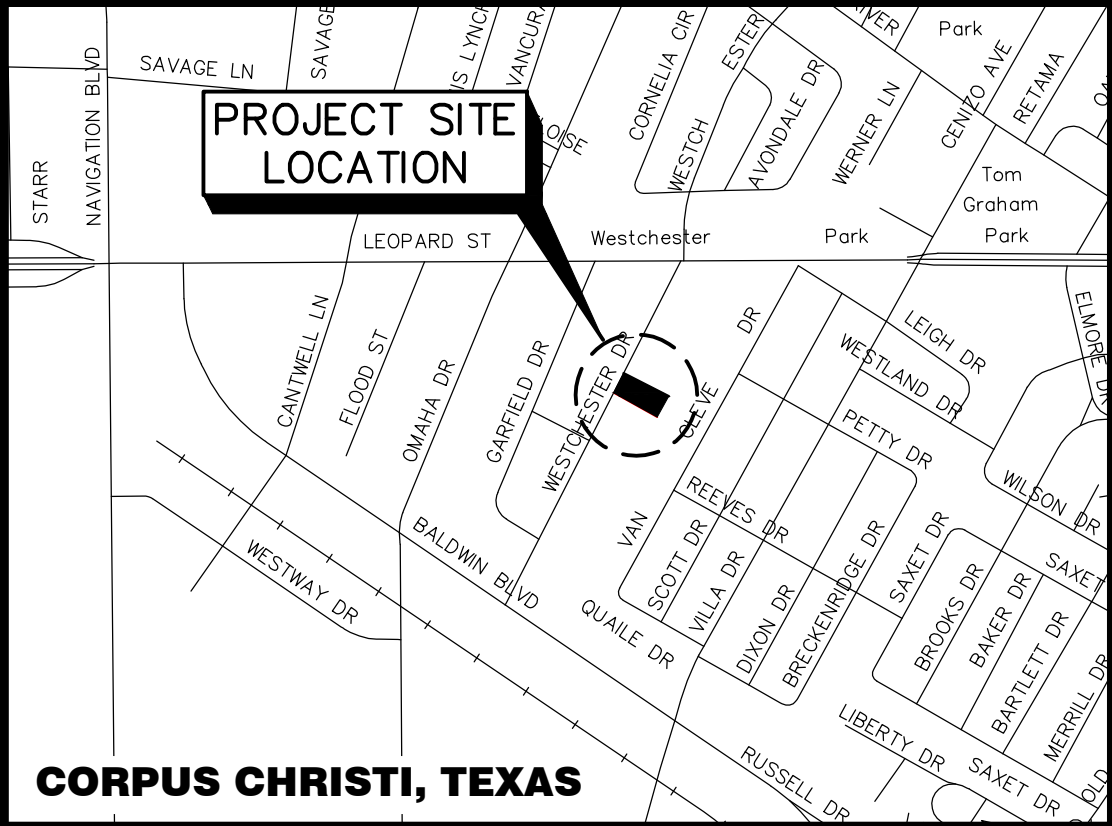 SAVAGE LN
SAVAGE
VANCURA
CORNELIA CIR
ESTER
Park
AVONDALE DR
WERNER LN
CENIZO AVE
RETAMA
WESTCH
PROJECT SITE
LOCATION
STARR
NAVIGATION BLVD
Tom
Graham
Park
LEOPARD ST
Westchester
Park
CANTWELL LN
FLOOD ST
OMAHA DR
GARFIELD DR
WESTCHESTER DR
VAN
CLEVE
DR
LEIGH DR
WESTLAND DR
ELMORE DR
PETTY DR
WILSON DR
REEVES DR
SCOTT DR
VILLA DR
DIXON DR
BRECKENRIDGE DR
SAXET DR
SAXET
BROOKS DR
BAKER DR
BARTLETT DR
MERRILL DR
BALDWIN BLVD
WESTWAY DR
QUAILE DR
LIBERTY DR
SAXET DR
OLD
RUSSELL DR
CORPUS CHRISTI, TEXAS